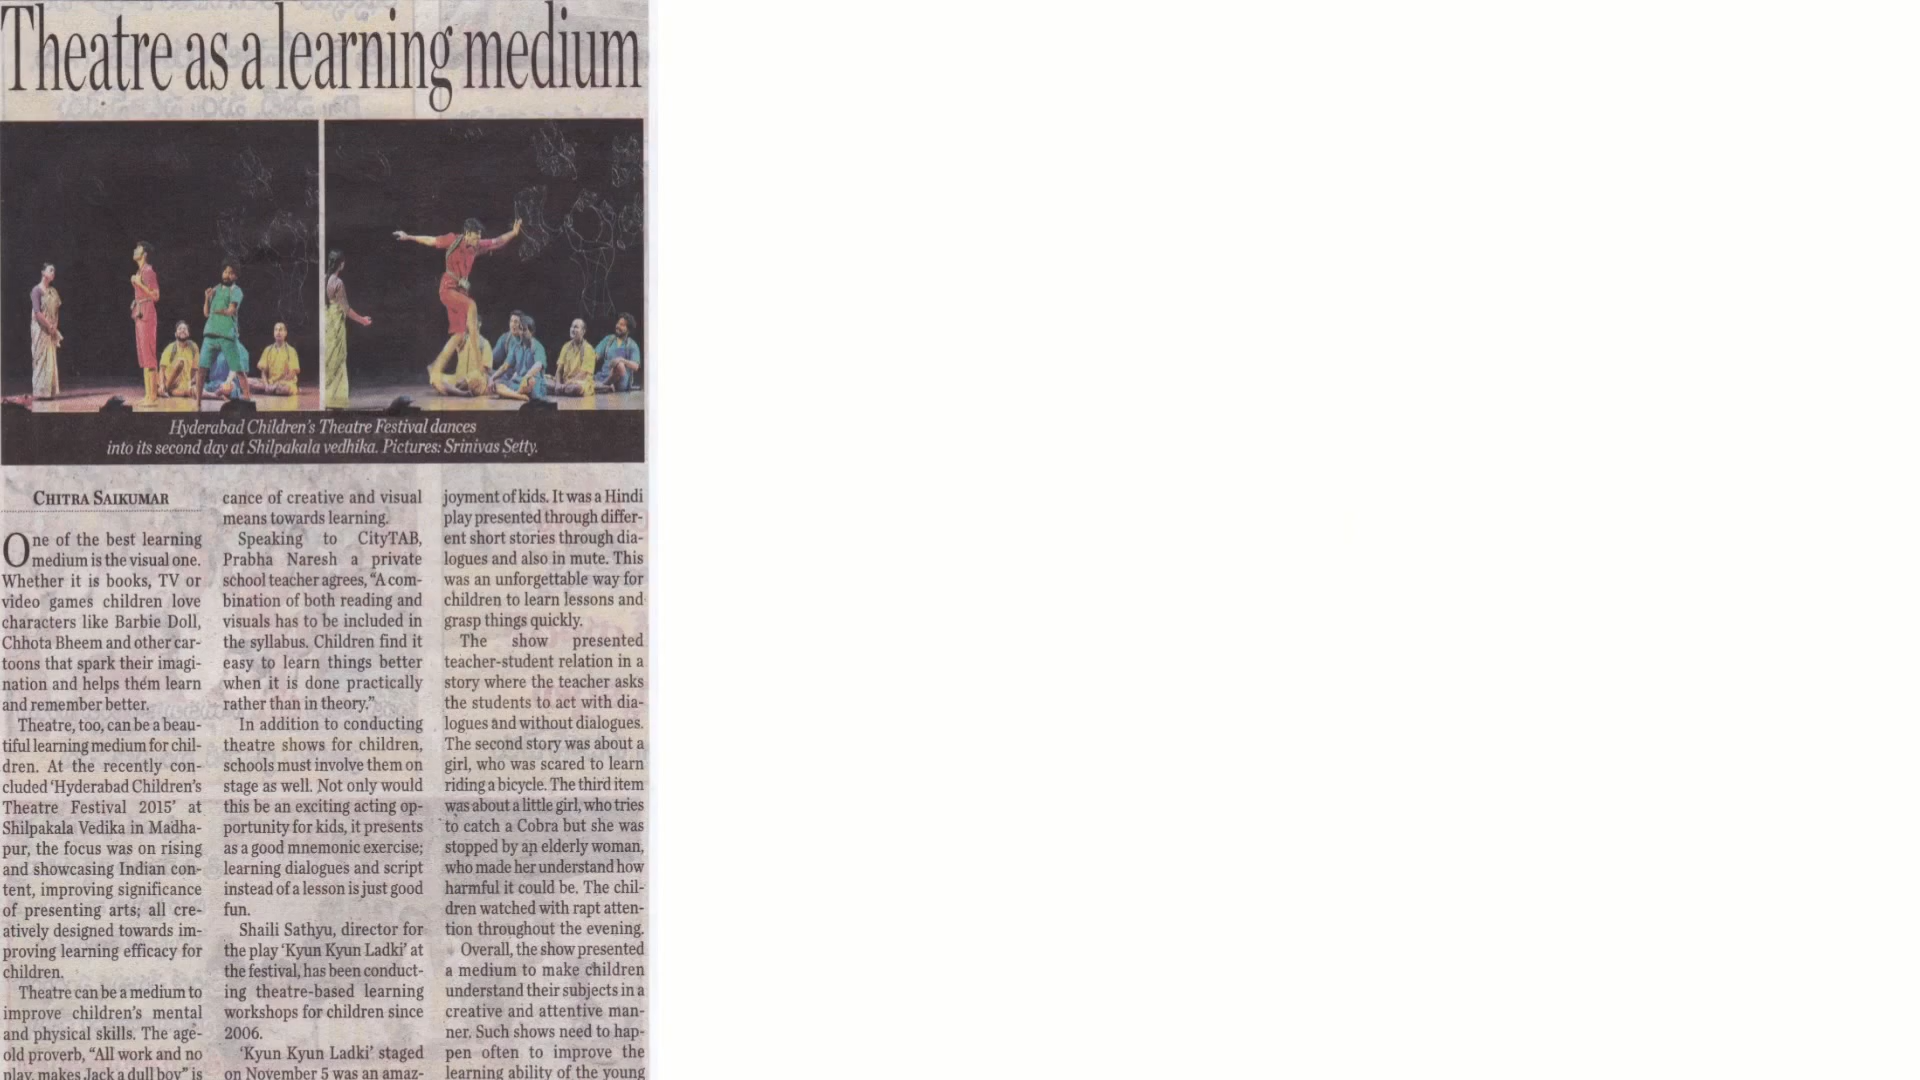 Theatre as a learning medium
Hyderabad Children's Theatre Festival dances
into its second day at Shilpakala vedhika. Pictures: Srinivas Setty.
CHITRA SAIKUMAR
One of the best learning
medium is the visual one.
Whether it is books, TV or
video games children love
characters like Barbie Doll,
Chhota Bheem and other car-
toons that spark their imagi-
nation and helps them learn
and remember better.
Theatre, too, can be a beau-
tiful learning medium for chil-
dren. At the recently con-
cluded 'Hyderabad Children's
Theatre Festival 2015' at
Shilpakala Vedika in Madha-
pur, the focus was on rising
and showcasing Indian con-
tent, improving significance
of presenting arts; all cre-
atively designed towards im-
proving learning efficacy for
children.
Theatre can be a medium to
improve children's mental
and physical skills. The age-
old proverb, "All work and no
play, makes Jack a dull boy" is
cance of creative and visual
means towards learning.
Speaking to CityTAB,
Prabha Naresh a private
school teacher agrees, "A com-
bination of both reading and
visuals has to be included in
the syllabus. Children find it
easy to learn things better
when it is done practically
rather than in theory."
In addition to conducting
theatre shows for children,
schools must involve them on
stage as well. Not only would
this be an exciting acting op-
portunity for kids, it presents
as a good mnemonic exercise;
learning dialogues and script
instead of a lesson is just good
fun.
Shaili Sathyu, director for
the play 'Kyun Kyun Ladki' at
the festival, has been conduct-
ing theatre-based learning
workshops for children since
2006.
'Kyun Kyun Ladki' staged
on November 5 was an amaz-
joyment of kids. It was a Hindi
play presented through differ-
ent short stories through dia-
logues and also in mute. This
was an unforgettable way for
children to learn lessons and
grasp things quickly.
The show presented
teacher-student relation in a
story where the teacher asks
the students to act with dia-
logues and without dialogues.
The second story was about a
girl, who was scared to learn
riding a bicycle. The third item
was about a little girl, who tries
to catch a Cobra but she was
stopped by an elderly woman,
who made her understand how
harmful it could be. The chil-
dren watched with rapt atten-
tion throughout the evening.
Overall, the show presented
a medium to make children
understand their subjects in a
creative and attentive man-
ner. Such shows need to hap-
pen often to improve the
learning ability of the young